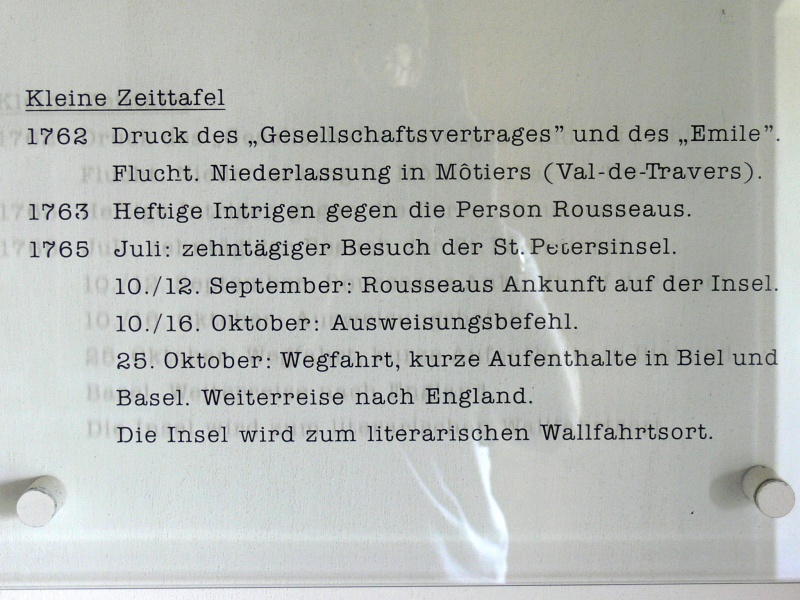 Kleine Zeittafel
1762 Druck des „Gesellschaftsvertrages” und des „Emile”.
Flucht. Niederlassung in Môtiers (Val-de-Travers).
1763 Heftige Intrigen gegen die Person Rousseaus.
1765 Juli: zehntägiger Besuch der St. Petersinsel.
10./12. September: Rousseaus Ankunft auf der Insel.
10./16. Oktober: Ausweisungsbefehl.
25. Oktober: Wegfahrt, kurze Aufenthalte in Biel und
Basel. Weiterreise nach England.
Die Insel wird zum literarischen Wallfahrtsort.